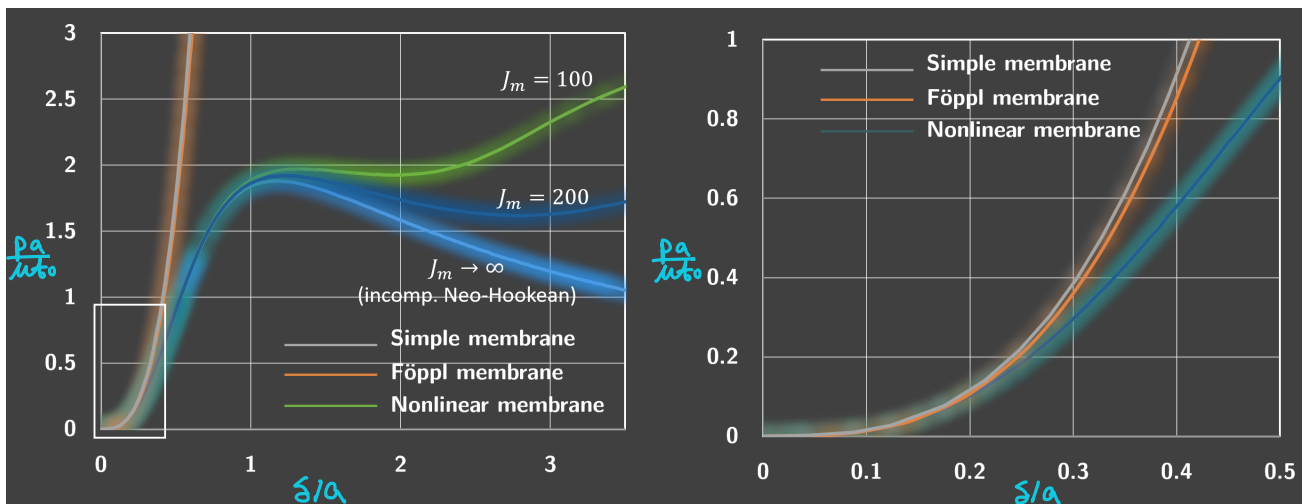 3
2.5
2
1.5
1
0.5
0
0
1
2
3
pa
μt₀
δ/a
J_m = 100
J_m = 200
J_m → ∞
(incomp. Neo-Hookean)
Simple membrane
Föppl membrane
Nonlinear membrane
1
0.8
0.6
0.4
0.2
0
0
0.1
0.2
0.3
0.4
0.5
pa
μt₀
δ/a
Simple membrane
Föppl membrane
Nonlinear membrane